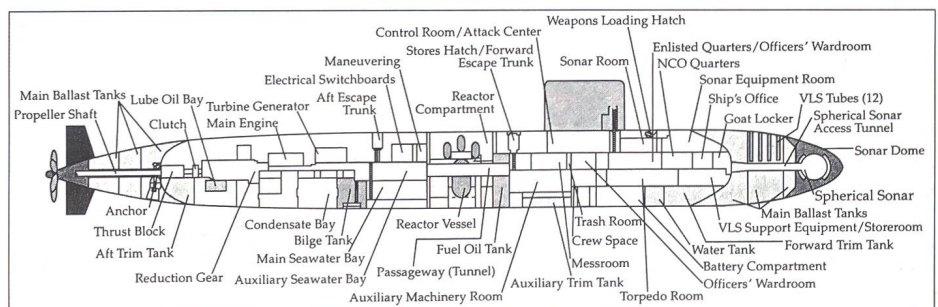 Weapons Loading Hatch
Control Room/Attack Center
Stores Hatch/Forward
Escape Trunk
Sonar Room
Enlisted Quarters/Officers' Wardroom
NCO Quarters
Maneuvering
Electrical Switchboards
Aft Escape
Trunk
Reactor
Compartment
Sonar Equipment Room
Ship's Office
VLS Tubes (12)
Main Ballast Tanks
Lube Oil Bay
Turbine Generator
Goat Locker
Spherical Sonar
Access Tunnel
Propeller Shaft
Clutch
Main Engine
Sonar Dome
Anchor
Thrust Block
Aft Trim Tank
Reduction Gear
Condensate Bay
Bilge Tank
Main Seawater Bay
Auxiliary Seawater Bay
Reactor Vessel
Passageway (Tunnel)
Fuel Oil Tank
Auxiliary Machinery Room
Trash Room
Crew Space
Messroom
Auxiliary Trim Tank
Torpedo Room
Spherical Sonar
Main Ballast Tanks
VLS Support Equipment/Storeroom
Water Tank
Forward Trim Tank
Battery Compartment
Officers' Wardroom